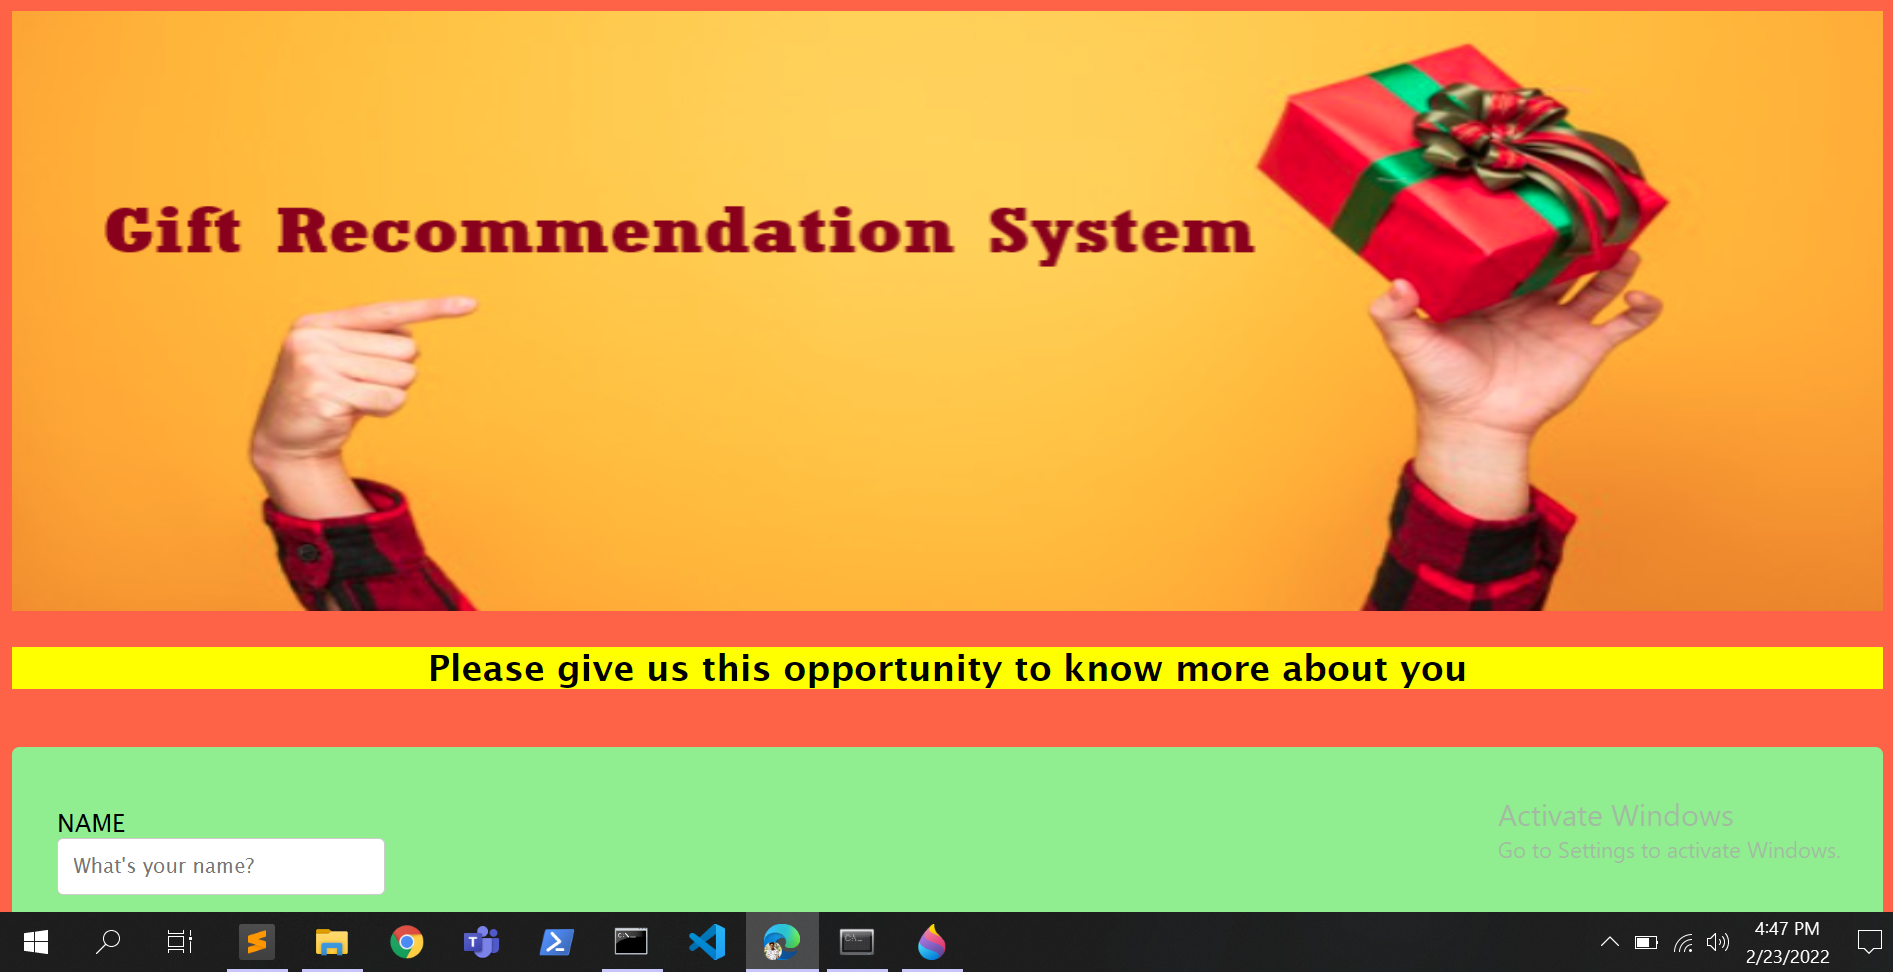 Gift Recommendation System
Please give us this opportunity to know more about you
NAME
What's your name?
Activate Windows
Go to Settings to activate Windows.
4:47 PM
2/23/2022